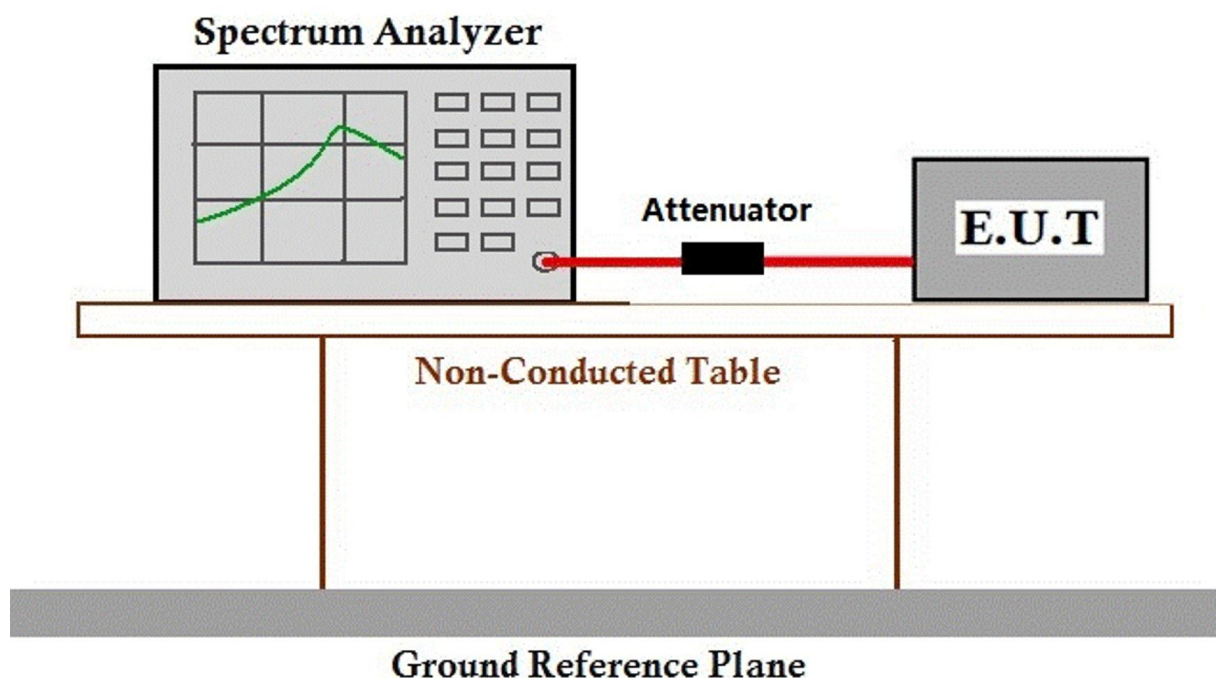 Spectrum Analyzer
Attenuator
E.U.T
Non-Conducted Table
Ground Reference Plane